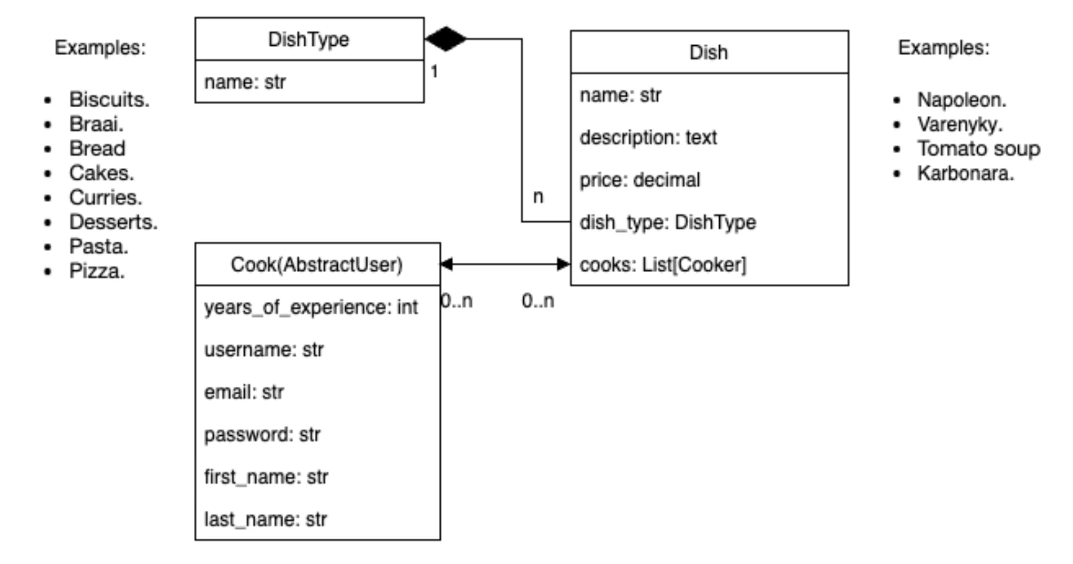 Examples:
• Biscuits.
• Braai.
• Bread
• Cakes.
• Curries.
• Desserts.
• Pasta.
• Pizza.
DishType
name: str
1
n
Dish
name: str
description: text
price: decimal
dish_type: DishType
cooks: List[Cooker]
Examples:
• Napoleon.
• Varenyky.
• Tomato soup
• Karbonara.
Cook(AbstractUser)
years_of_experience: int
username: str
email: str
password: str
first_name: str
last_name: str
0..n
0..n